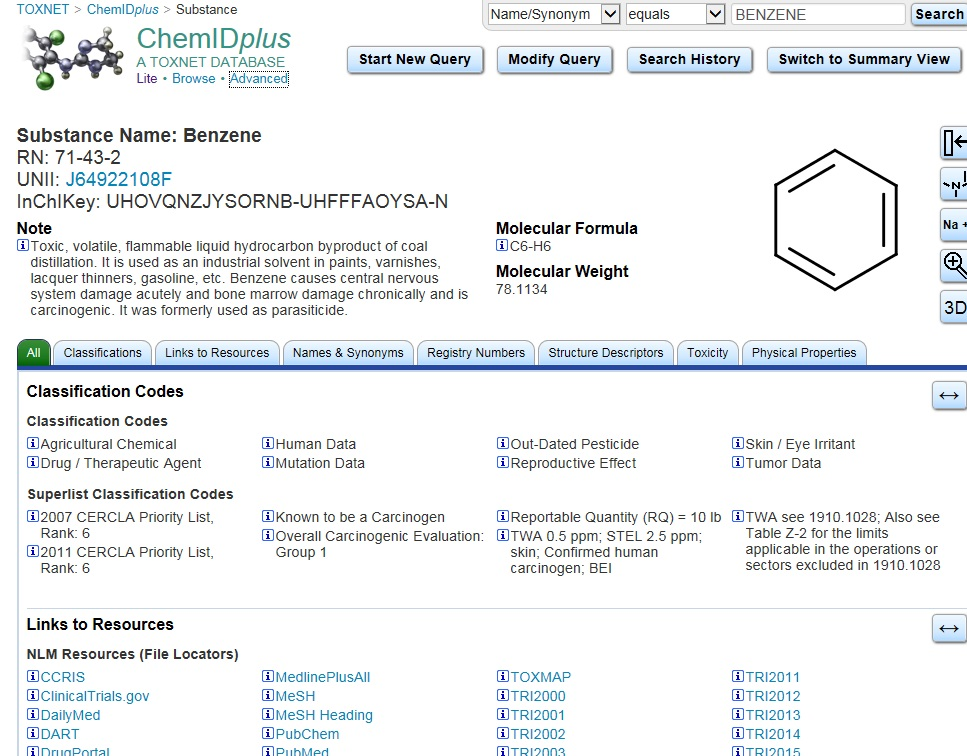 TOXNET > ChemIDplus > Substance
Name/Synonym equals BENZENE Search
ChemIDplus
A TOXNET DATABASE
Lite • Browse • Advanced
Start New Query Modify Query Search History Switch to Summary View
Substance Name: Benzene
RN: 71-43-2
UNII: J64922108F
InChIKey: UHOVQNZJYSORNB-UHFFFAOYSA-N
Note
Toxic, volatile, flammable liquid hydrocarbon byproduct of coal
distillation. It is used as an industrial solvent in paints, varnishes,
lacquer thinners, gasoline, etc. Benzene causes central nervous
system damage acutely and bone marrow damage chronically and is
carcinogenic. It was formerly used as parasiticide.
Molecular Formula
C6-H6
Molecular Weight
78.1134
N
Na +
3D
All Classifications Links to Resources Names & Synonyms Registry Numbers Structure Descriptors Toxicity Physical Properties
Classification Codes
Classification Codes
Agricultural Chemical Human Data Out-Dated Pesticide Skin / Eye Irritant
Drug / Therapeutic Agent Mutation Data Reproductive Effect Tumor Data
Superlist Classification Codes
2007 CERCLA Priority List,
Rank: 6
2011 CERCLA Priority List,
Rank: 6
Known to be a Carcinogen
Overall Carcinogenic Evaluation:
Group 1
Reportable Quantity (RQ) = 10 lb
TWA 0.5 ppm; STEL 2.5 ppm;
skin; Confirmed human
carcinogen; BEI
TWA see 1910.1028; Also see
Table Z-2 for the limits
applicable in the operations or
sectors excluded in 1910.1028
Links to Resources
NLM Resources (File Locators)
CCRIS MedlinePlusAll TOXMAP TRI2011
ClinicalTrials.gov MeSH TRI2000 TRI2012
DailyMed MeSH Heading TRI2001 TRI2013
DART PubChem TRI2002 TRI2014
DrugPortal PubMed TRI2003 TRI2015